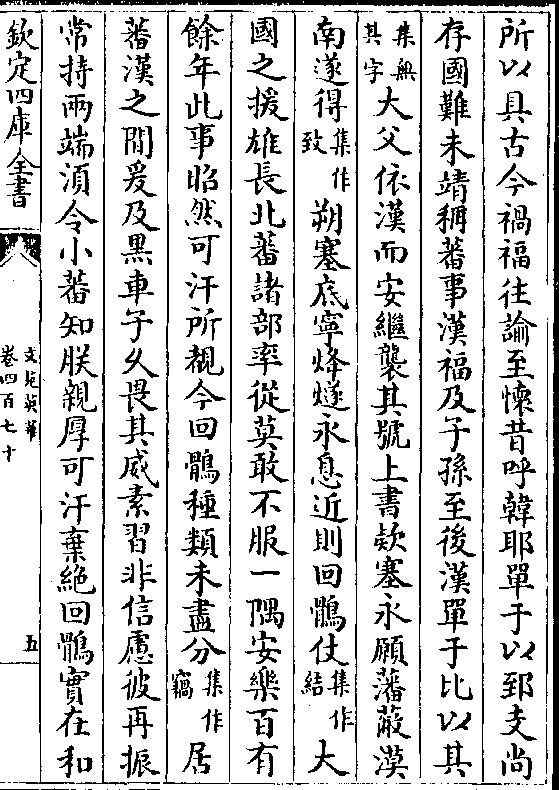 所以具古今禍福往諭至懷昔呼韓耶單于以郅支尚
存國難未靖稱蕃事漢福及子孫至後漢單于比以其
集無其字大父依漢而安繼襲其號上書欵塞永願藩蔽漠
南遂得集作致朔塞底寧烽燧永息近則回鶻仗集作結大
國之援雄長北蕃諸部率從莫敢不服一隅安樂百有
餘年此事昭然可汗所覩今回鶻種類未盡分集作竊居
蕃漢之間爰及黑車子久畏其威素習非信慮彼再振
常持兩端湏令小蕃知朕親厚可汗棄絶回鶻實在和
欽定四庫全書
文苑英華
卷四百七十
五